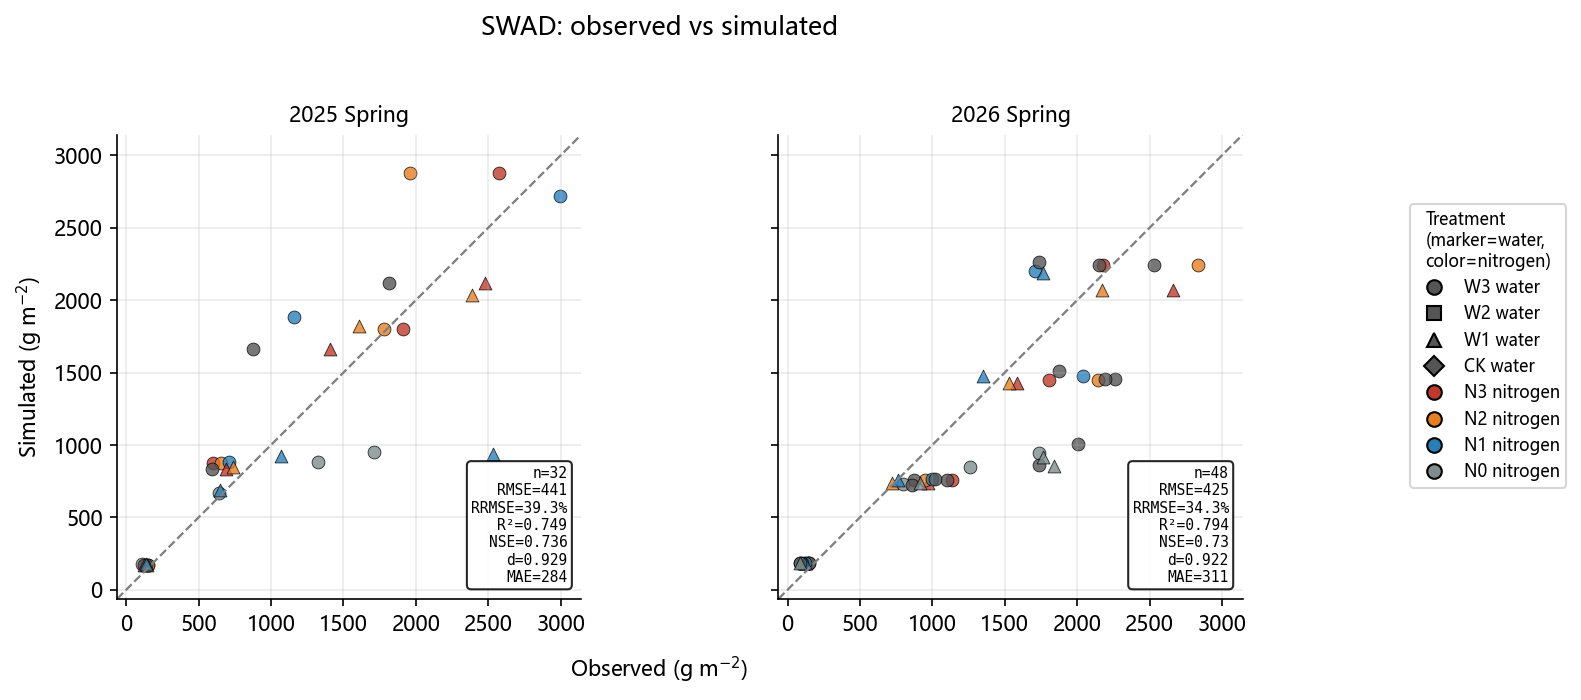 SWAD: observed vs simulated
2025 Spring
2026 Spring
Simulated (g m⁻²)
3000
2500
2000
1500
1000
500
0
0 500 1000 1500 2000 2500 3000
0 500 1000 1500 2000 2500 3000
Observed (g m⁻²)
n=32
RMSE=441
RRMSE=39.3%
R²=0.749
NSE=0.736
d=0.929
MAE=284
n=48
RMSE=425
RRMSE=34.3%
R²=0.794
NSE=0.73
d=0.922
MAE=311
Treatment
(marker=water,
color=nitrogen)
W3 water
W2 water
W1 water
CK water
N3 nitrogen
N2 nitrogen
N1 nitrogen
N0 nitrogen